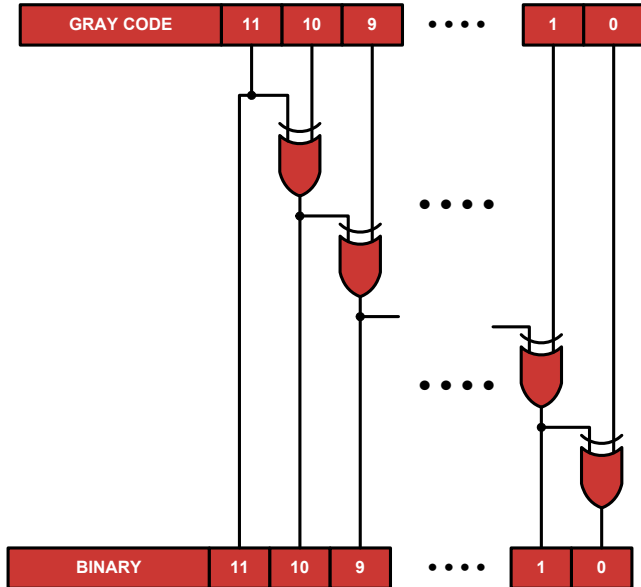 GRAY CODE 11 10 9 •••• 1 0
BINARY 11 10 9 •••• 1 0